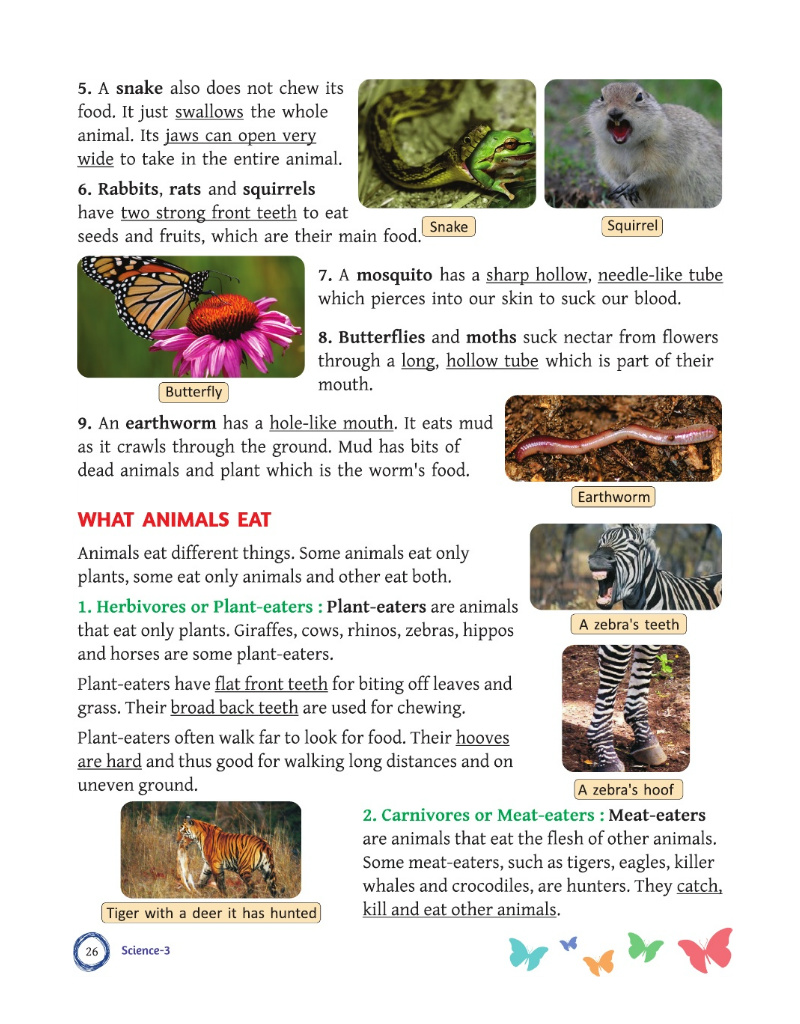 5. A snake also does not chew its
food. It just swallows the whole
animal. Its jaws can open very
wide to take in the entire animal.
6. Rabbits, rats and squirrels
have two strong front teeth to eat
seeds and fruits, which are their main food.
Snake
Squirrel
7. A mosquito has a sharp hollow, needle-like tube
which pierces into our skin to suck our blood.
8. Butterflies and moths suck nectar from flowers
through a long, hollow tube which is part of their
mouth.
Butterfly
9. An earthworm has a hole-like mouth. It eats mud
as it crawls through the ground. Mud has bits of
dead animals and plant which is the worm's food.
Earthworm
WHAT ANIMALS EAT
Animals eat different things. Some animals eat only
plants, some eat only animals and other eat both.
1. Herbivores or Plant-eaters : Plant-eaters are animals
that eat only plants. Giraffes, cows, rhinos, zebras, hippos
and horses are some plant-eaters.
A zebra's teeth
Plant-eaters have flat front teeth for biting off leaves and
grass. Their broad back teeth are used for chewing.
Plant-eaters often walk far to look for food. Their hooves
are hard and thus good for walking long distances and on
uneven ground.
A zebra's hoof
2. Carnivores or Meat-eaters : Meat-eaters
are animals that eat the flesh of other animals.
Some meat-eaters, such as tigers, eagles, killer
whales and crocodiles, are hunters. They catch,
kill and eat other animals.
Tiger with a deer it has hunted
26
Science-3